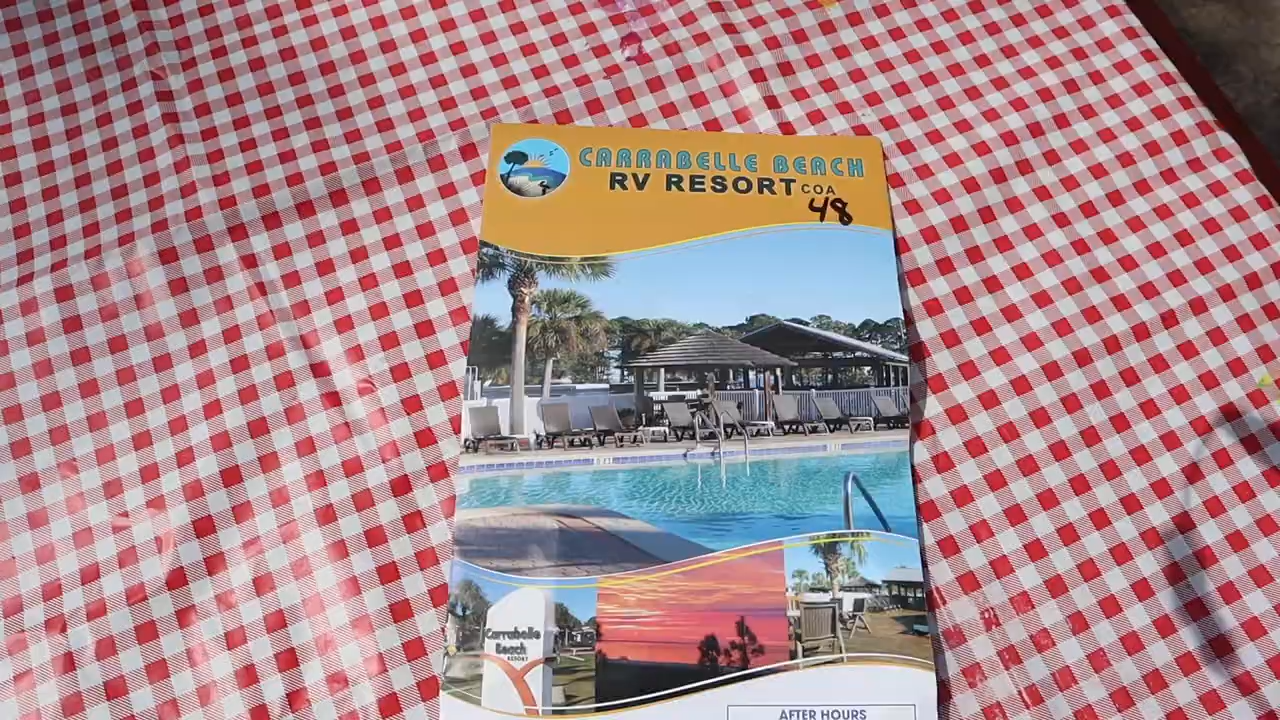 CARRABELLE BEACH
RV RESORT COA
48
Carrabelle
Beach
RESORT
AFTER HOURS